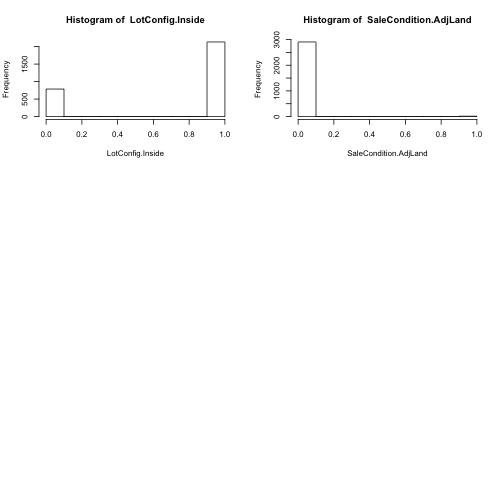 Histogram of LotConfig.Inside
Frequency
0 500 1500
0.0 0.2 0.4 0.6 0.8 1.0
LotConfig.Inside
Histogram of SaleCondition.AdjLand
Frequency
0 1000 2000 3000
0.0 0.2 0.4 0.6 0.8 1.0
SaleCondition.AdjLand